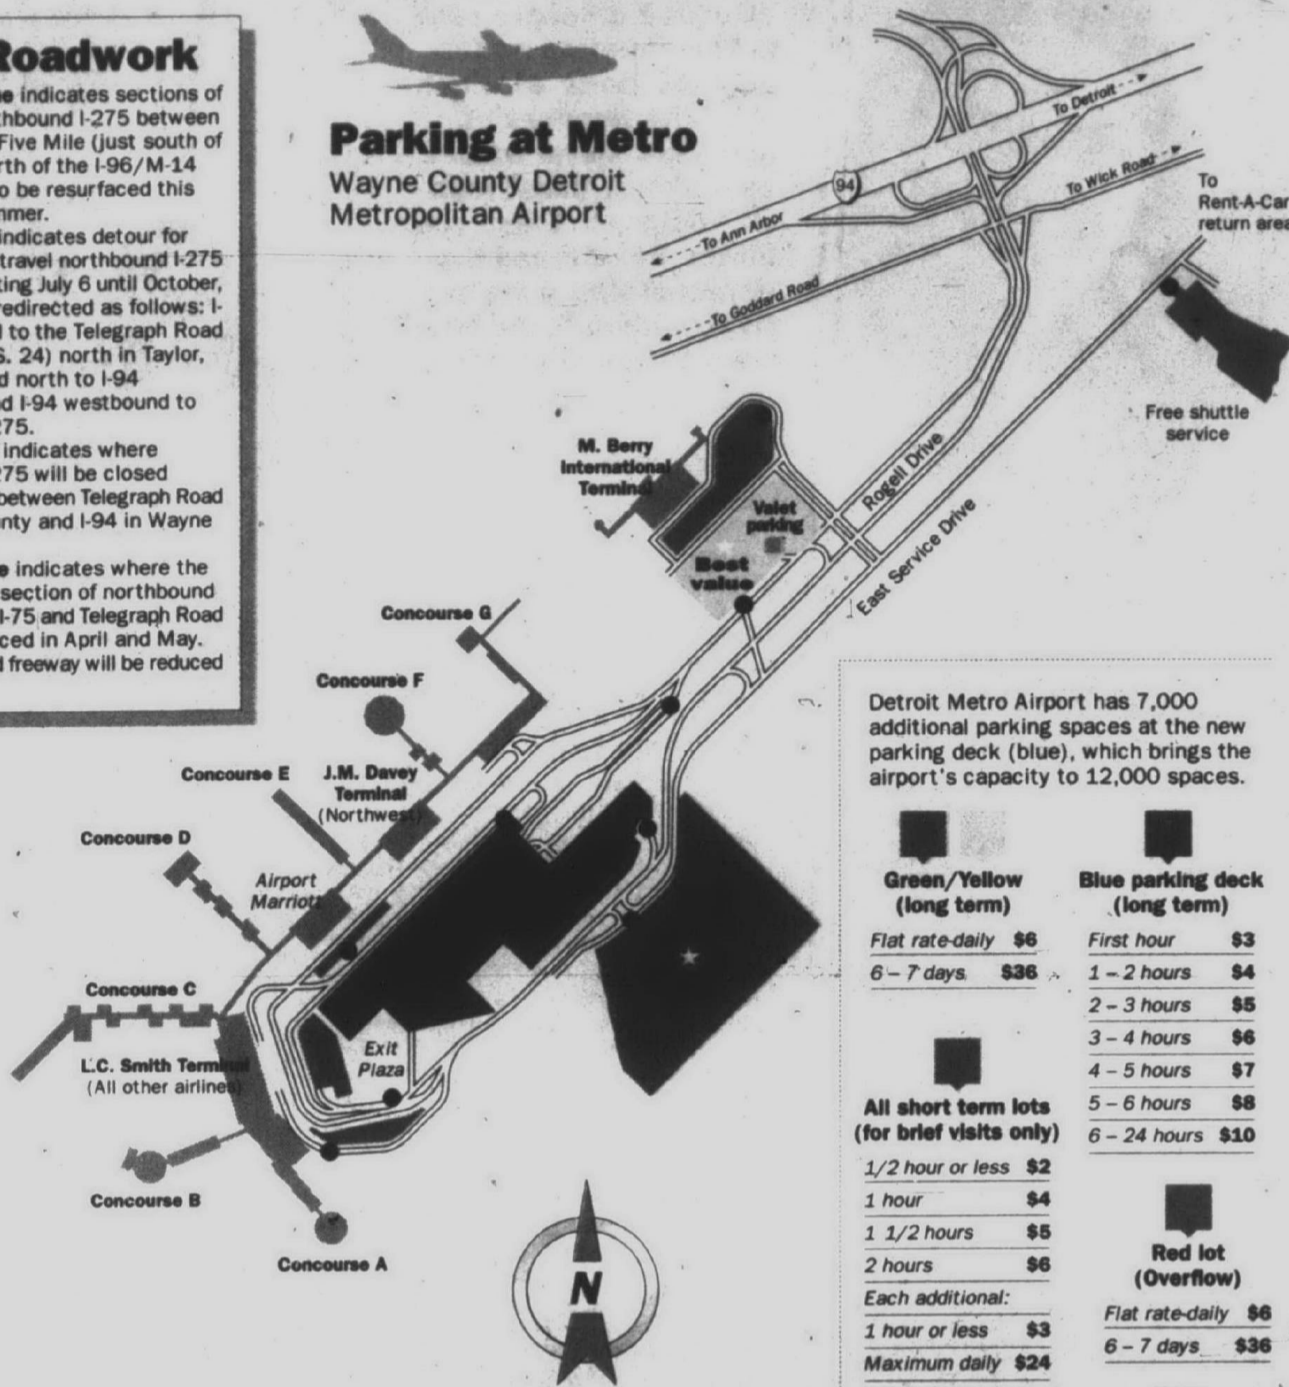 Roadwork
indicates sections of
hbound I-275 between
Five Mile (just south of
rth of the I-96/M-14
o be resurfaced this
mmer.
indicates detour for
travel northbound I-275
ting July 6 until October,
redirected as follows: I-
to the Telegraph Road
S. 24) north in Taylor,
d north to I-94
nd I-94 westbound to
275.
indicates where
275 will be closed
between Telegraph Road
unty and I-94 in Wayne
e indicates where the
section of northbound
I-75 and Telegraph Road
ced in April and May.
d freeway will be reduced
Parking at Metro
Wayne County Detroit
Metropolitan Airport
To Detroit
94
To Wick Road
To Ann Arbor
To Goddard Road
To
Rent-A-Car
return area
Free shuttle
service
M. Berry
International
Terminal
Valet
parking
Best
value
Rogell Drive
East Service Drive
Concourse G
Concourse F
Concourse E
J.M. Davey
Terminal
(Northwest)
Concourse D
Airport
Marriott
Concourse C
L.C. Smith Terminal
(All other airlines)
Exit
Plaza
Concourse B
Concourse A
N
Detroit Metro Airport has 7,000
additional parking spaces at the new
parking deck (blue), which brings the
airport's capacity to 12,000 spaces.
Green/Yellow
(long term)
Flat rate-daily $6
6 – 7 days $36
All short term lots
(for brief visits only)
1/2 hour or less $2
1 hour $4
1 1/2 hours $5
2 hours $6
Each additional:
1 hour or less $3
Maximum daily $24
Blue parking deck
(long term)
First hour $3
1 – 2 hours $4
2 – 3 hours $5
3 – 4 hours $6
4 – 5 hours $7
5 – 6 hours $8
6 – 24 hours $10
Red lot
(Overflow)
Flat rate-daily $6
6 – 7 days $36